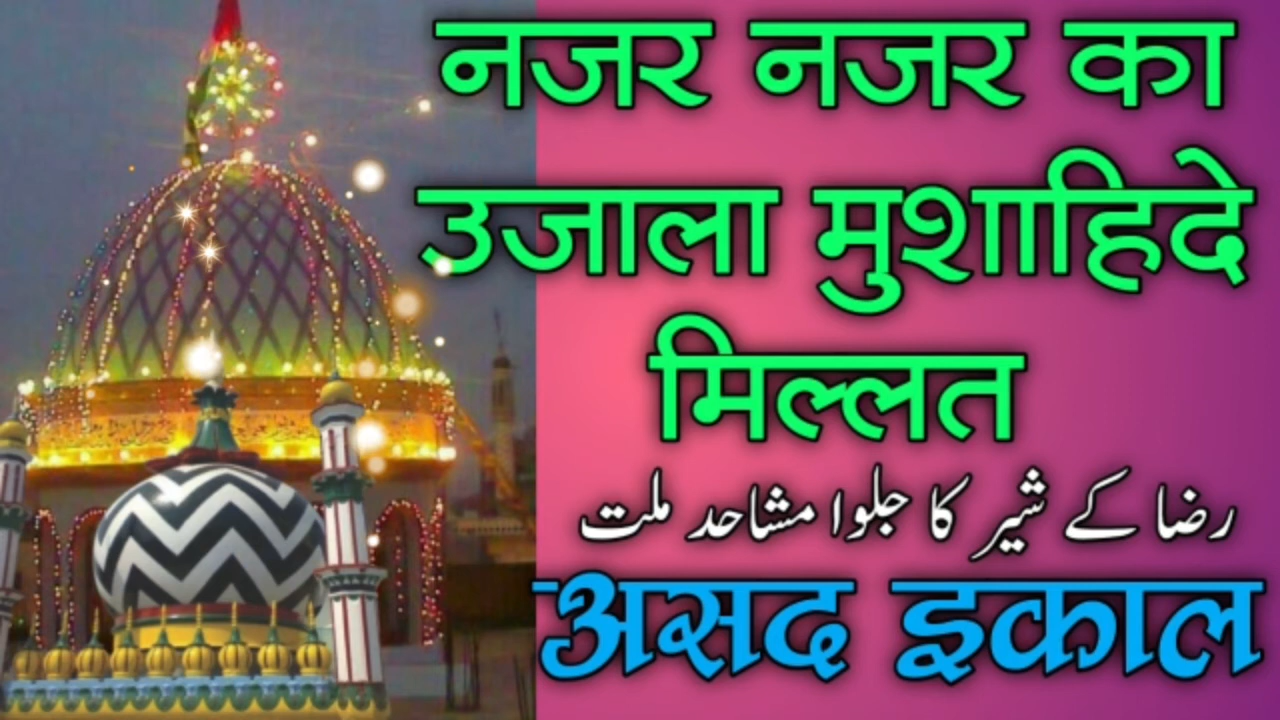 नजर नजर का
उजाला मुशाहिदे
मिल्लत
رضا کے شیر کا جلوا مشاحد ملت
असद इकाल